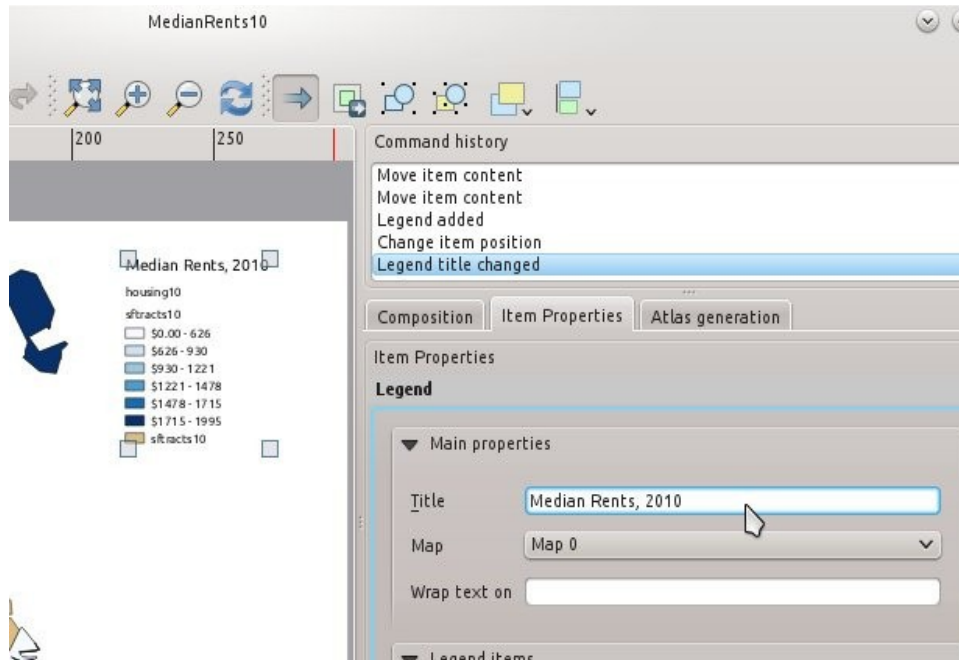 MedianRents10
200 250
Command history
Move item content
Move item content
Legend added
Change item position
Legend title changed
Median Rents, 2010
housing10
sftracts10
$0.00 - 626
$626 - 930
$930 - 1221
$1221 - 1478
$1478 - 1715
$1715 - 1995
sftracts10
Composition Item Properties Atlas generation
Item Properties
Legend
Main properties
Title Median Rents, 2010
Map Map 0
Wrap text on
Legend items